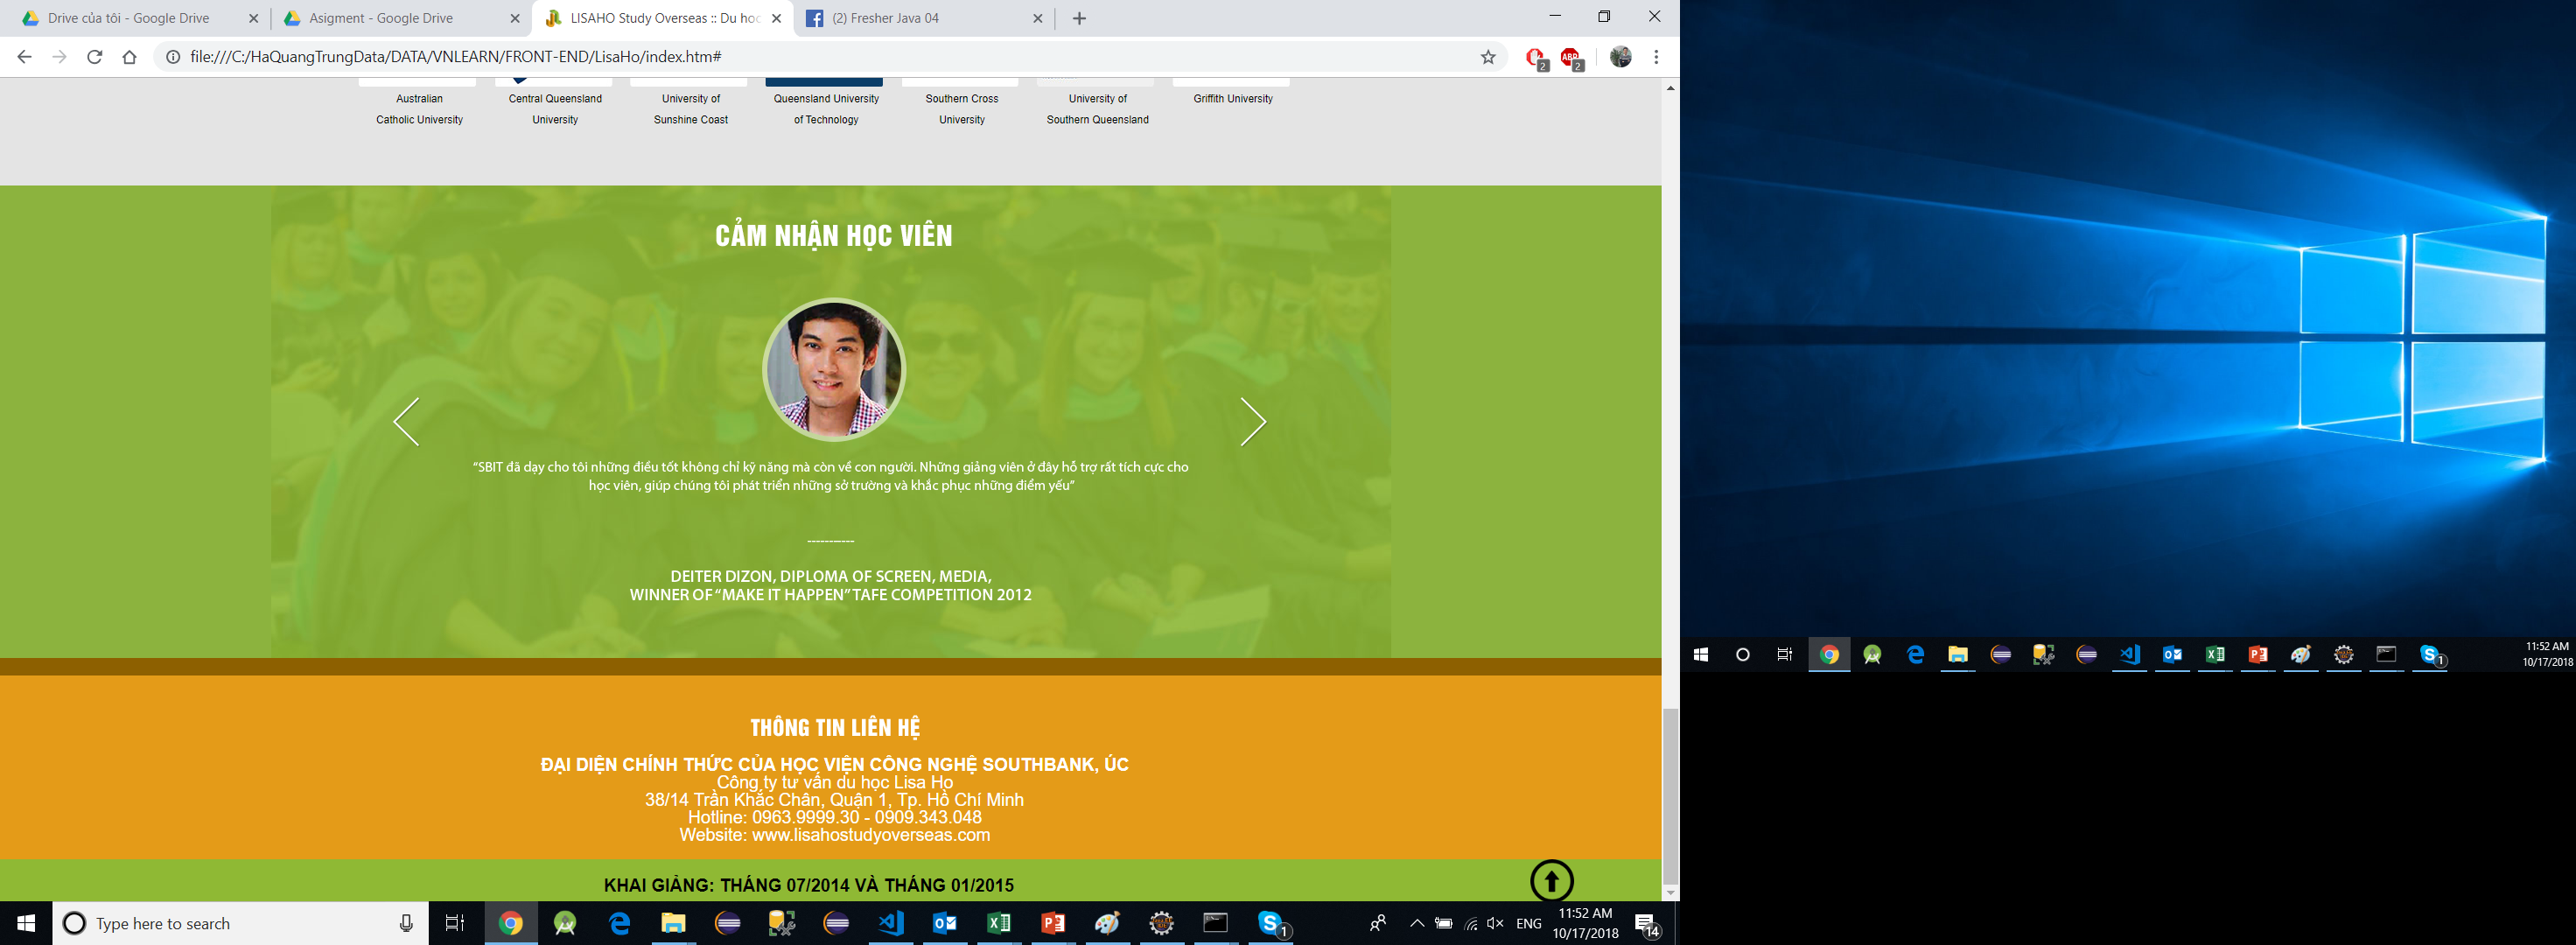 Drive của tôi - Google Drive
Asigment - Google Drive
LISAHO Study Overseas :: Du hoc
(2) Fresher Java 04
file:///C:/HaQuangTrungData/DATA/VNLEARN/FRONT-END/LisaHo/index.htm#
2
ABP
2
Australian
Catholic University
Central Queensland
University
University of
Sunshine Coast
Queensland University
of Technology
Southern Cross
University
University of
Southern Queensland
Griffith University
CẢM NHẬN HỌC VIÊN
“SBIT đã dạy cho tôi những điều tốt không chỉ kỹ năng mà còn về con người. Những giảng viên ở đây hỗ trợ rất tích cực cho
học viên, giúp chúng tôi phát triển những sở trường và khắc phục những điểm yếu”
-----------
DEITER DIZON, DIPLOMA OF SCREEN, MEDIA,
WINNER OF “MAKE IT HAPPEN” TAFE COMPETITION 2012
THÔNG TIN LIÊN HỆ
ĐẠI DIỆN CHÍNH THỨC CỦA HỌC VIỆN CÔNG NGHỆ SOUTHBANK, ÚC
Công ty tư vấn du học Lisa Ho
38/14 Trần Khắc Chân, Quận 1, Tp. Hồ Chí Minh
Hotline: 0963.9999.30 - 0909.343.048
Website: www.lisahostudyoverseas.com
KHAI GIẢNG: THÁNG 07/2014 VÀ THÁNG 01/2015
Type here to search
1
ENG
11:52 AM
10/17/2018
14
1
11:52 AM
10/17/2018